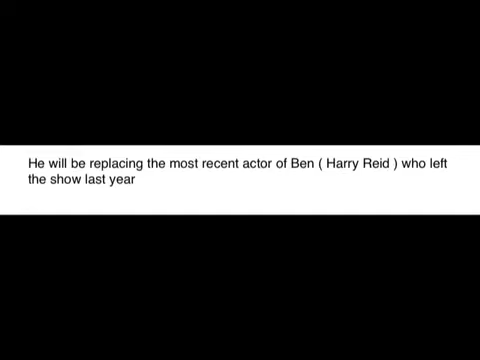 He will be replacing the most recent actor of Ben ( Harry Reid ) who left
the show last year